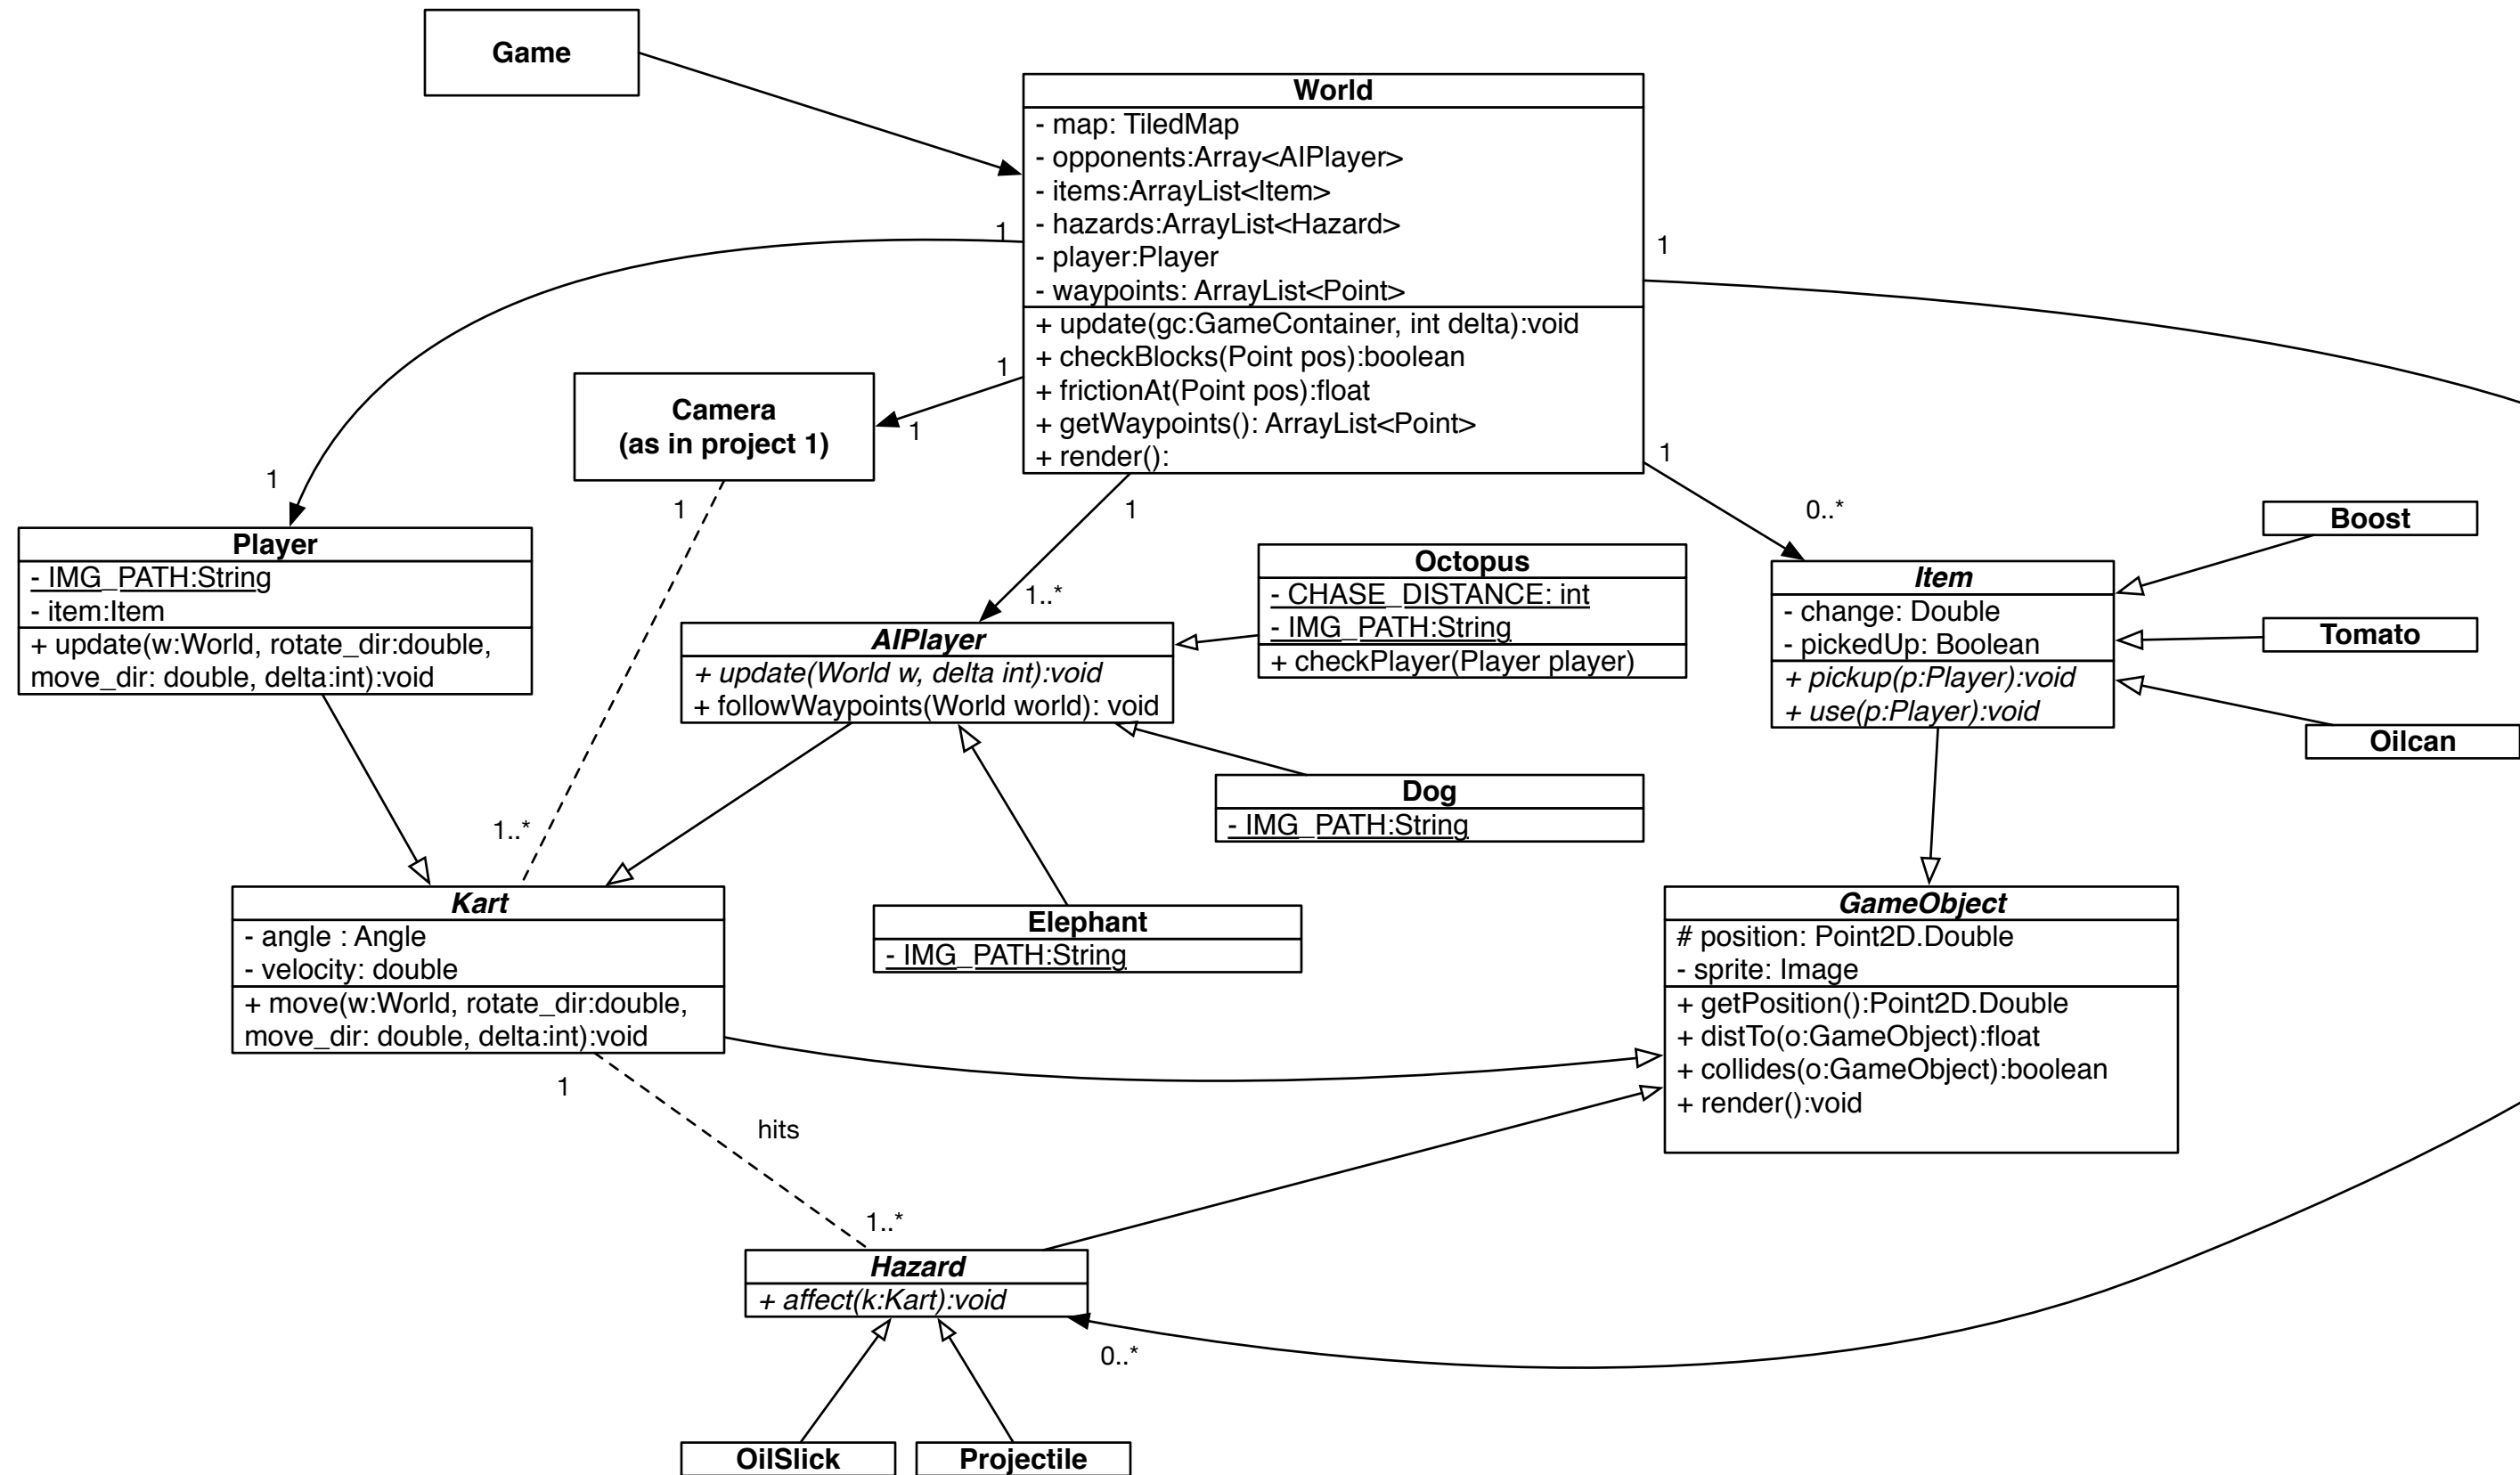 Game
World
- map: TiledMap
- opponents:Array<AIPlayer>
- items:ArrayList<Item>
- hazards:ArrayList<Hazard>
- player:Player
- waypoints: ArrayList<Point>
+ update(gc:GameContainer, int delta):void
+ checkBlocks(Point pos):boolean
+ frictionAt(Point pos):float
+ getWaypoints(): ArrayList<Point>
+ render():
1
1
1
1
Camera
(as in project 1)
1
1
1
1
0..*
1
1..*
Player
- IMG_PATH:String
- item:Item
+ update(w:World, rotate_dir:double,
move_dir: double, delta:int):void
AIPlayer
+ update(World w, delta int):void
+ followWaypoints(World world): void
Octopus
- CHASE_DISTANCE: int
- IMG_PATH:String
+ checkPlayer(Player player)
Item
- change: Double
- pickedUp: Boolean
+ pickup(p:Player):void
+ use(p:Player):void
Boost
Tomato
Oilcan
Dog
- IMG_PATH:String
1..*
Kart
- angle : Angle
- velocity: double
+ move(w:World, rotate_dir:double,
move_dir: double, delta:int):void
Elephant
- IMG_PATH:String
GameObject
# position: Point2D.Double
- sprite: Image
+ getPosition():Point2D.Double
+ distTo(o:GameObject):float
+ collides(o:GameObject):boolean
+ render():void
1
hits
1..*
Hazard
+ affect(k:Kart):void
0..*
OilSlick
Projectile